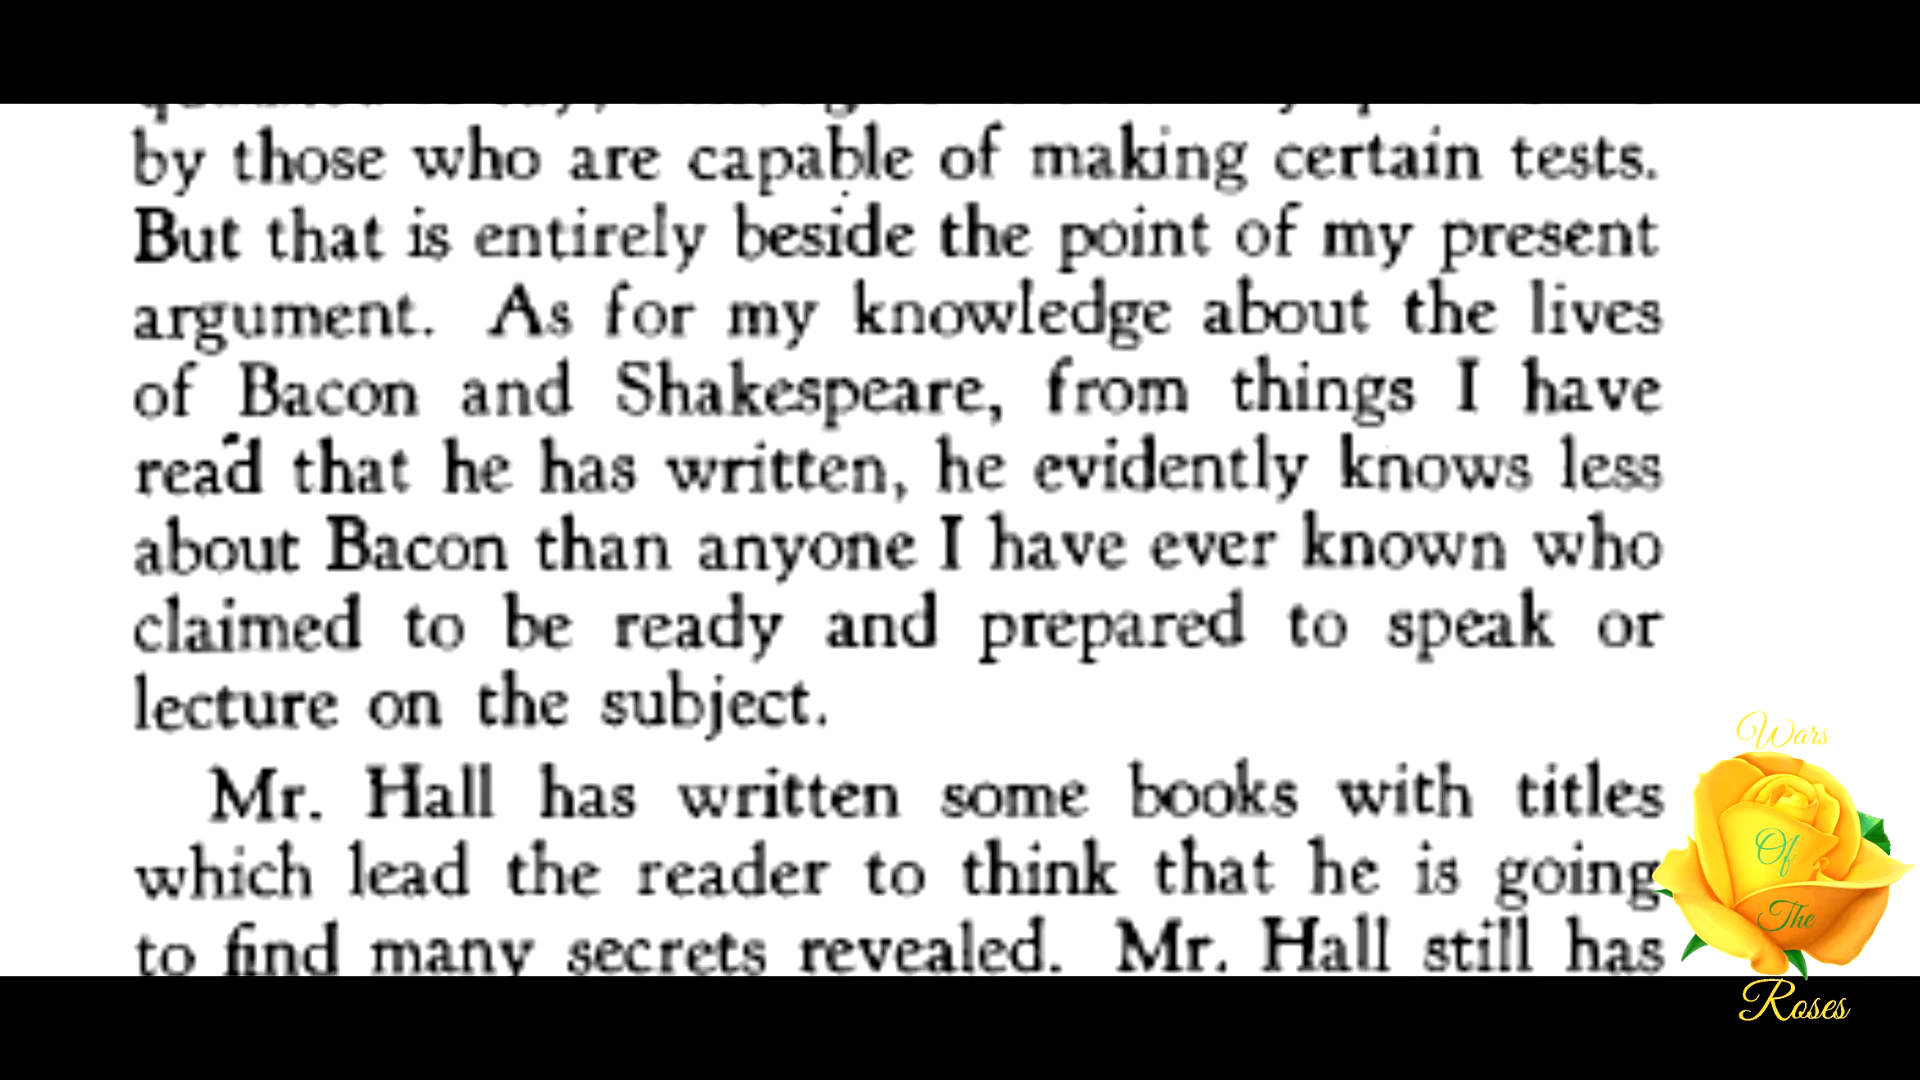 by those who are capable of making certain tests.
But that is entirely beside the point of my present
argument. As for my knowledge about the lives
of Bacon and Shakespeare, from things I have
read that he has written, he evidently knows less
about Bacon than anyone I have ever known who
claimed to be ready and prepared to speak or
lecture on the subject.
Mr. Hall has written some books with titles
which lead the reader to think that he is going
to find many secrets revealed. Mr. Hall still has
Wars
Of
The
Roses